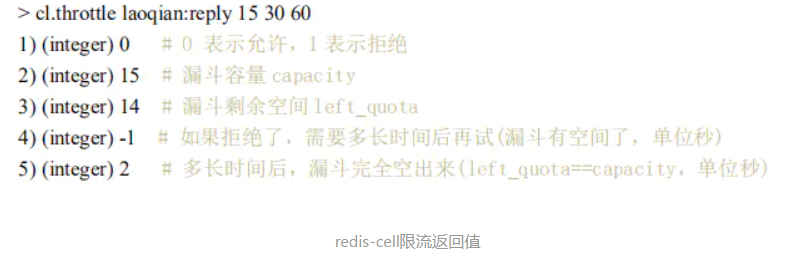 > cl.throttle laoqian:reply 15 30 60
1) (integer) 0 # 0 表示允许，1 表示拒绝
2) (integer) 15 # 漏斗容量 capacity
3) (integer) 14 # 漏斗剩余空间 left_quota
4) (integer) -1 # 如果拒绝了，需要多长时间后再试(漏斗有空间了，单位秒)
5) (integer) 2 # 多长时间后，漏斗完全空出来(left_quota==capacity，单位秒)
redis-cell限流返回值